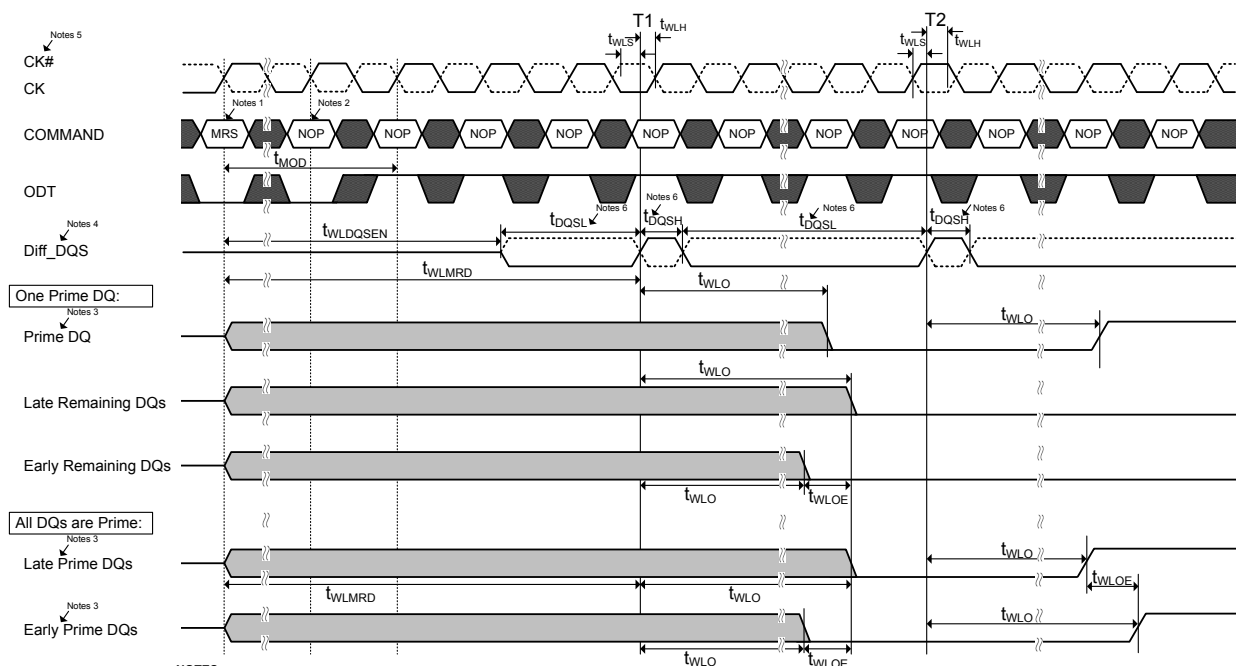 T1 T2
tWLS tWLH tWLS tWLH
Notes 5
CK#
CK
Notes 1 Notes 2
COMMAND MRS NOP NOP NOP NOP NOP NOP NOP NOP NOP NOP NOP
tMOD
ODT
Notes 4 Notes 6 Notes 6 Notes 6 Notes 6
tDQSL tDQSH tDQSL tDQSH
tWLDQSEN
Diff_DQS
tWLMRD
tWLO
One Prime DQ:
Notes 3
tWLO
Prime DQ
tWLO
Late Remaining DQs
Early Remaining DQs
tWLO tWLOE
All DQs are Prime:
Notes 3
tWLO
Late Prime DQs
tWLMRD tWLO tWLOE
Notes 3
tWLO
Early Prime DQs
tWLO tWLOE